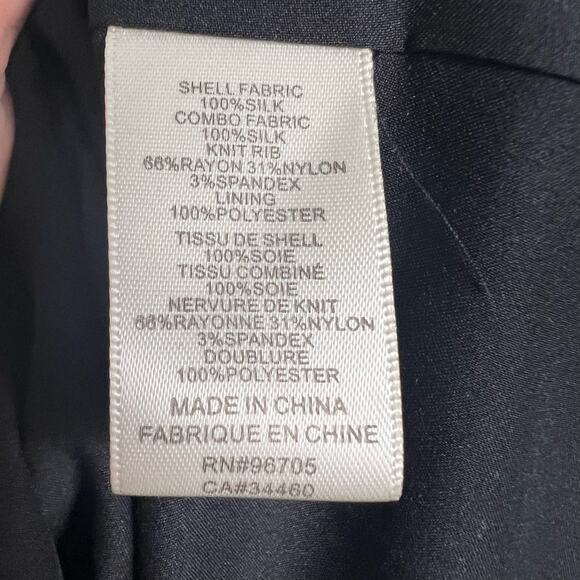 SHELL FABRIC
100%SILK
COMBO FABRIC
100%SILK
KNIT RIB
66%RAYON 31%NYLON
3%SPANDEX
LINING
100%POLYESTER
TISSU DE SHELL
100%SOIE
TISSU COMBINÉ
100%SOIE
NERVURE DE KNIT
66%RAYONNE 31%NYLON
3%SPANDEX
DOUBLURE
100%POLYESTER
MADE IN CHINA
FABRIQUE EN CHINE
RN#96705
CA#34460